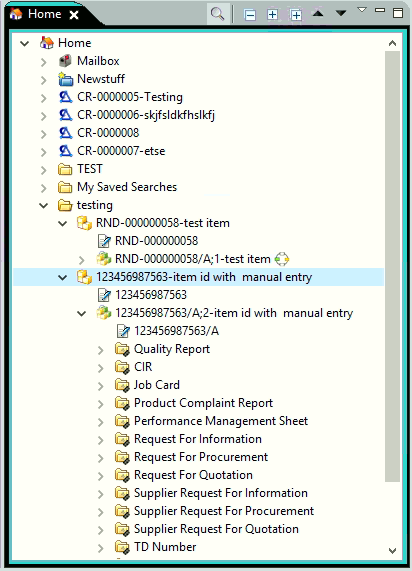 Home
Home
Mailbox
Newstuff
CR-0000005-Testing
CR-0000006-skjfsldkfhslkfj
CR-0000008
CR-0000007-etse
TEST
My Saved Searches
testing
RND-000000058-test item
RND-000000058
RND-000000058/A;1-test item
123456987563-item id with  manual entry
123456987563
123456987563/A;2-item id with  manual entry
123456987563/A
Quality Report
CIR
Job Card
Product Complaint Report
Performance Management Sheet
Request For Information
Request For Procurement
Request For Quotation
Supplier Request For Information
Supplier Request For Procurement
Supplier Request For Quotation
TD Number